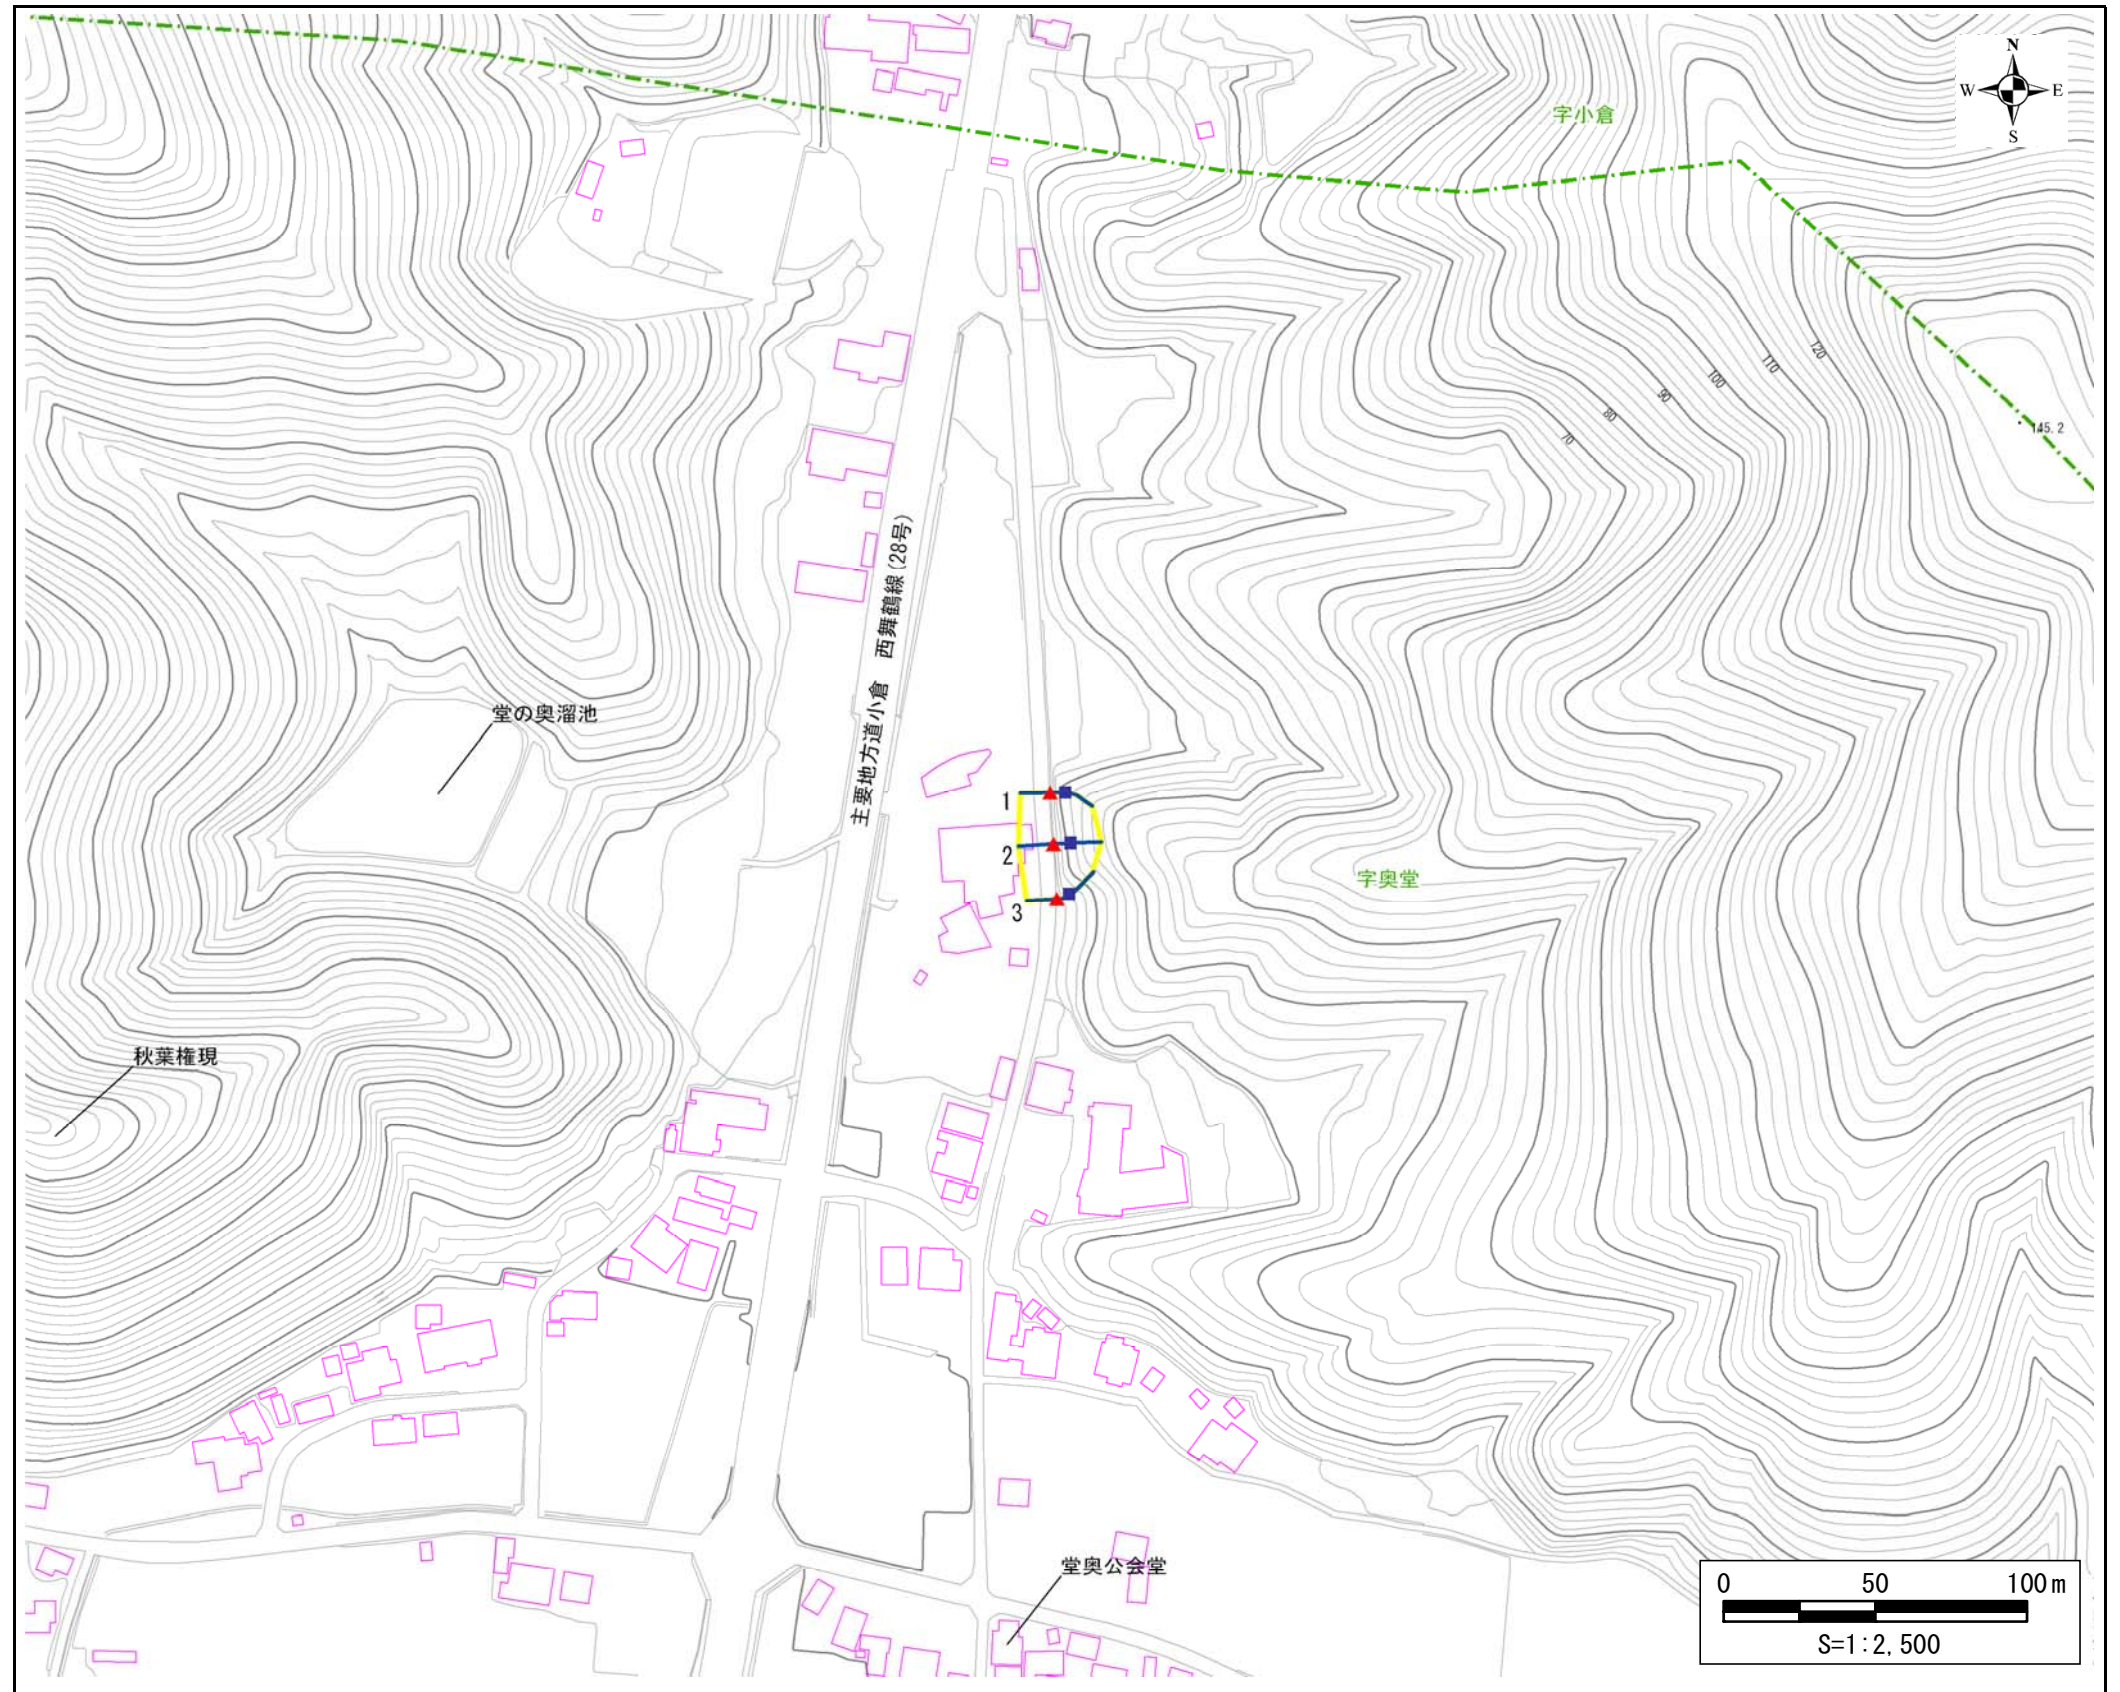 N
W E
S
字小倉
120
110
100
90
80
70
145.2
主要地方道小倉 西舞鶴線(28号)
堂の奥溜池
1
2
3
字奥堂
秋葉権現
堂奥公会堂
0 50 100m
S=1:2,500